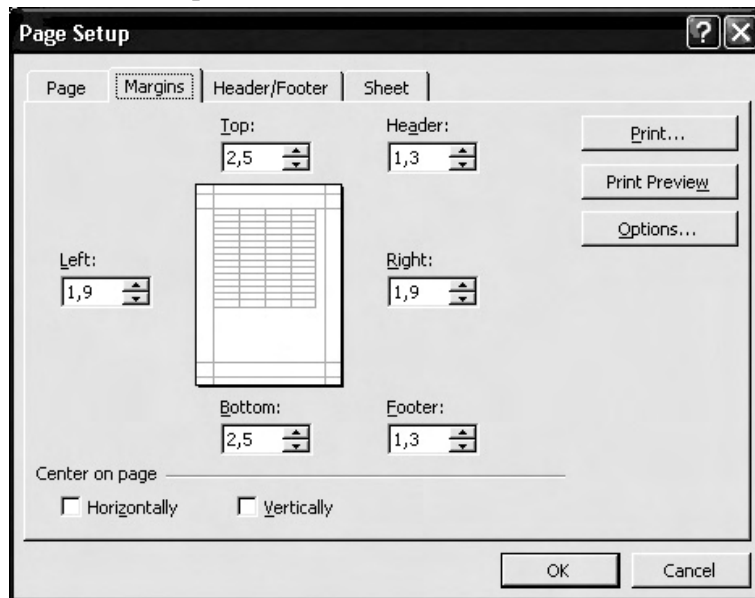 Page Setup
Page Margins Header/Footer Sheet
Top: Header:
2,5 1,3
Print...
Print Preview
Options...
Left: Right:
1,9 1,9
Bottom: Footer:
2,5 1,3
Center on page
Horizontally Vertically
OK Cancel